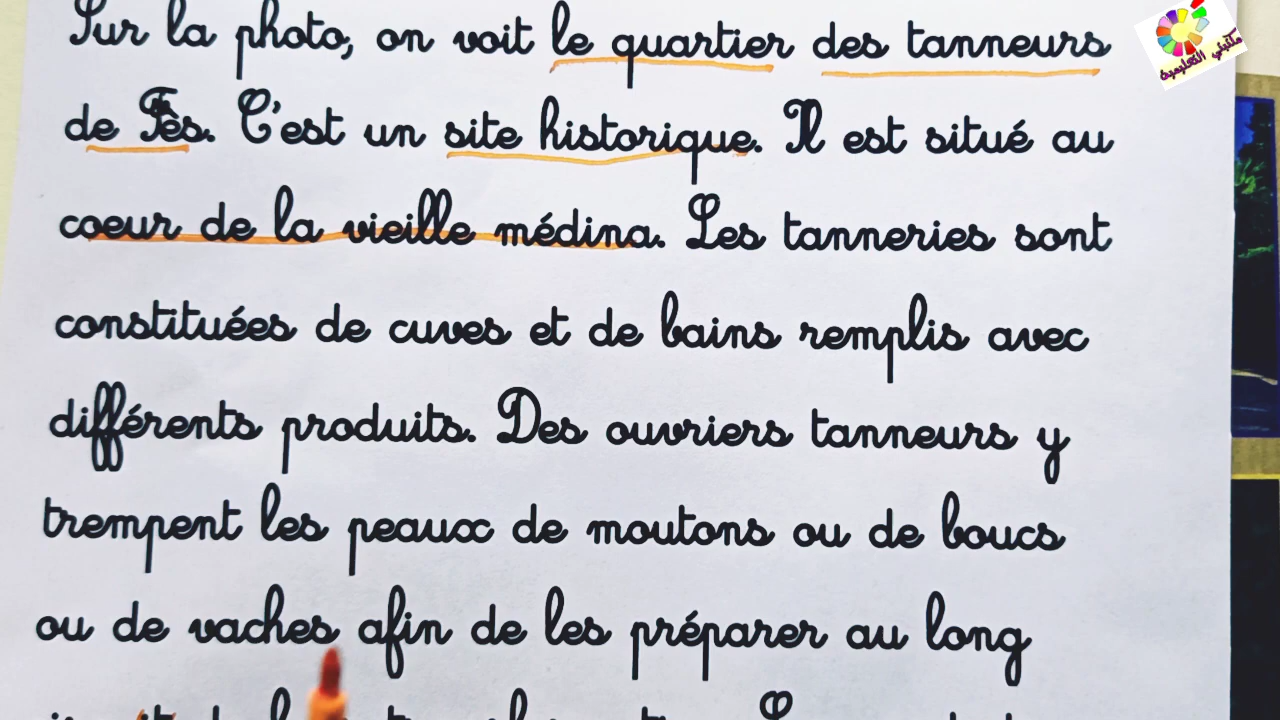 Sur la photo, on voit le quartier des tanneurs
de Fès. C'est un site historique. Il est situé au
coeur de la vieille médina. Les tanneries sont
constituées de cuves et de bains remplis avec
différents produits. Des ouvriers tanneurs y
trempent les peaux de moutons ou de boucs
ou de vaches afin de les préparer au long
مكتبتي التعليمية